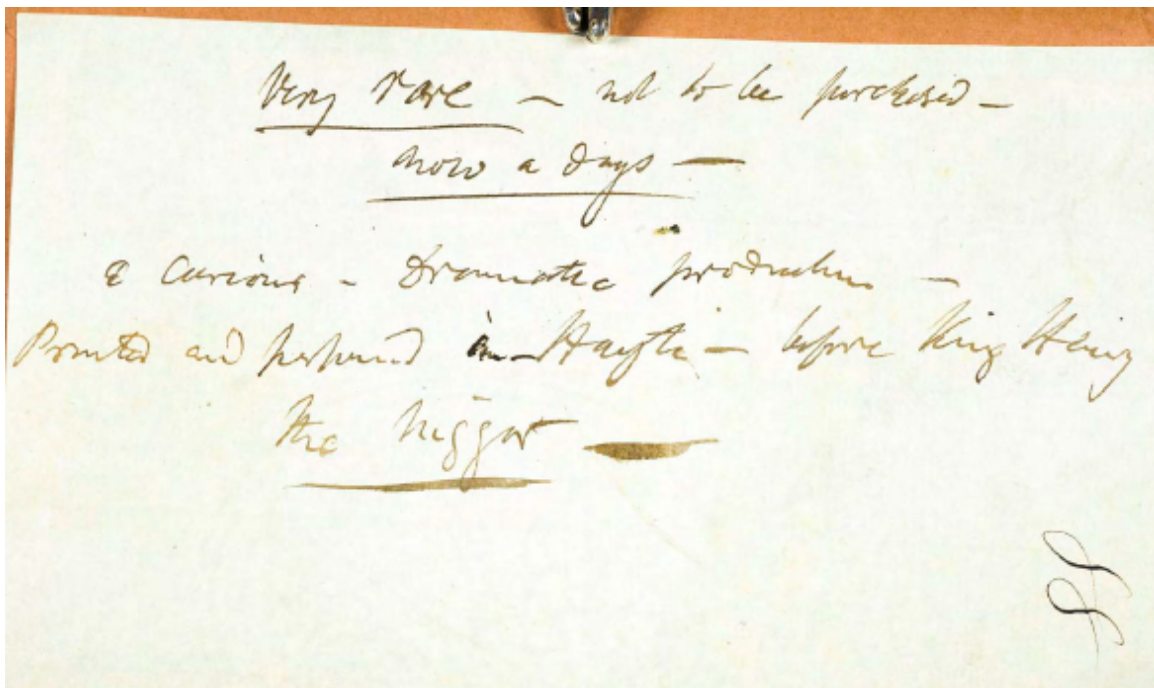 Very rare – not to be purchased –
now a days –
& Curious – Dramatic production –
Printed and performed in Hayti – before King Henry
the nigger –